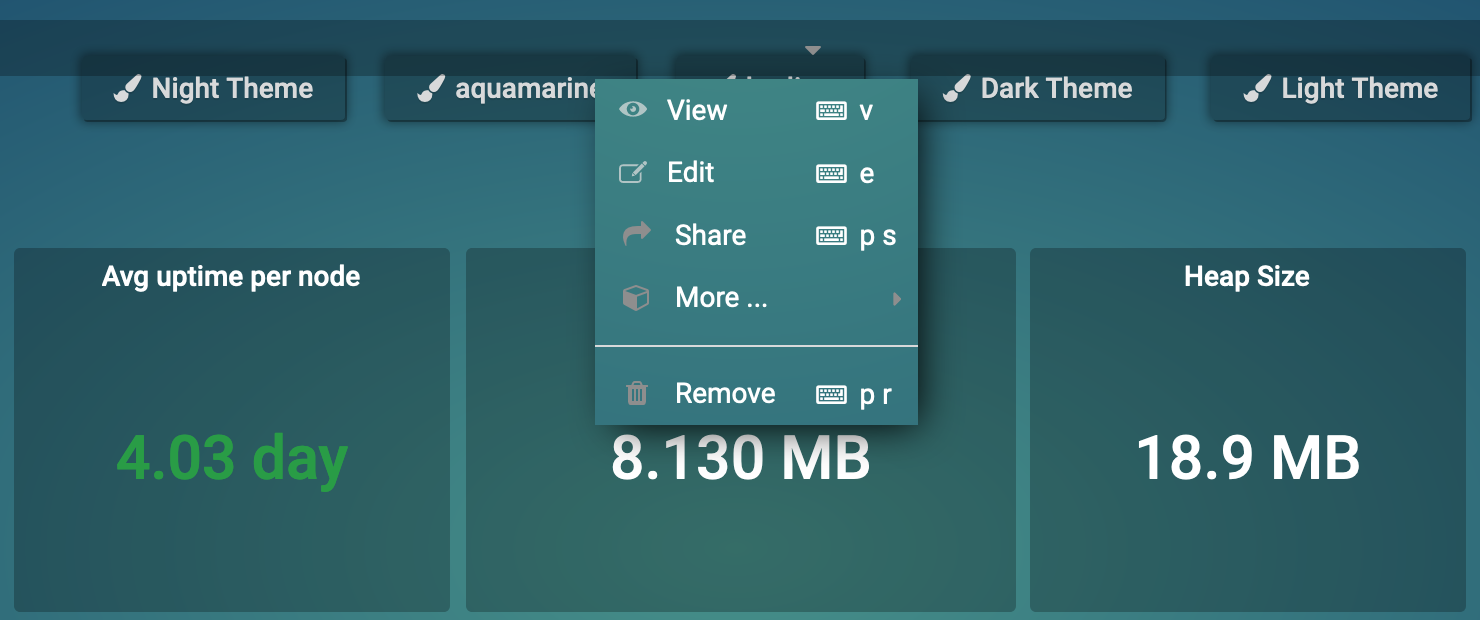 Night Theme
aquamarine
Dark Theme
Light Theme
View v
Edit e
Share p s
More ...
Remove p r
Avg uptime per node
Heap Size
4.03 day
8.130 MB
18.9 MB